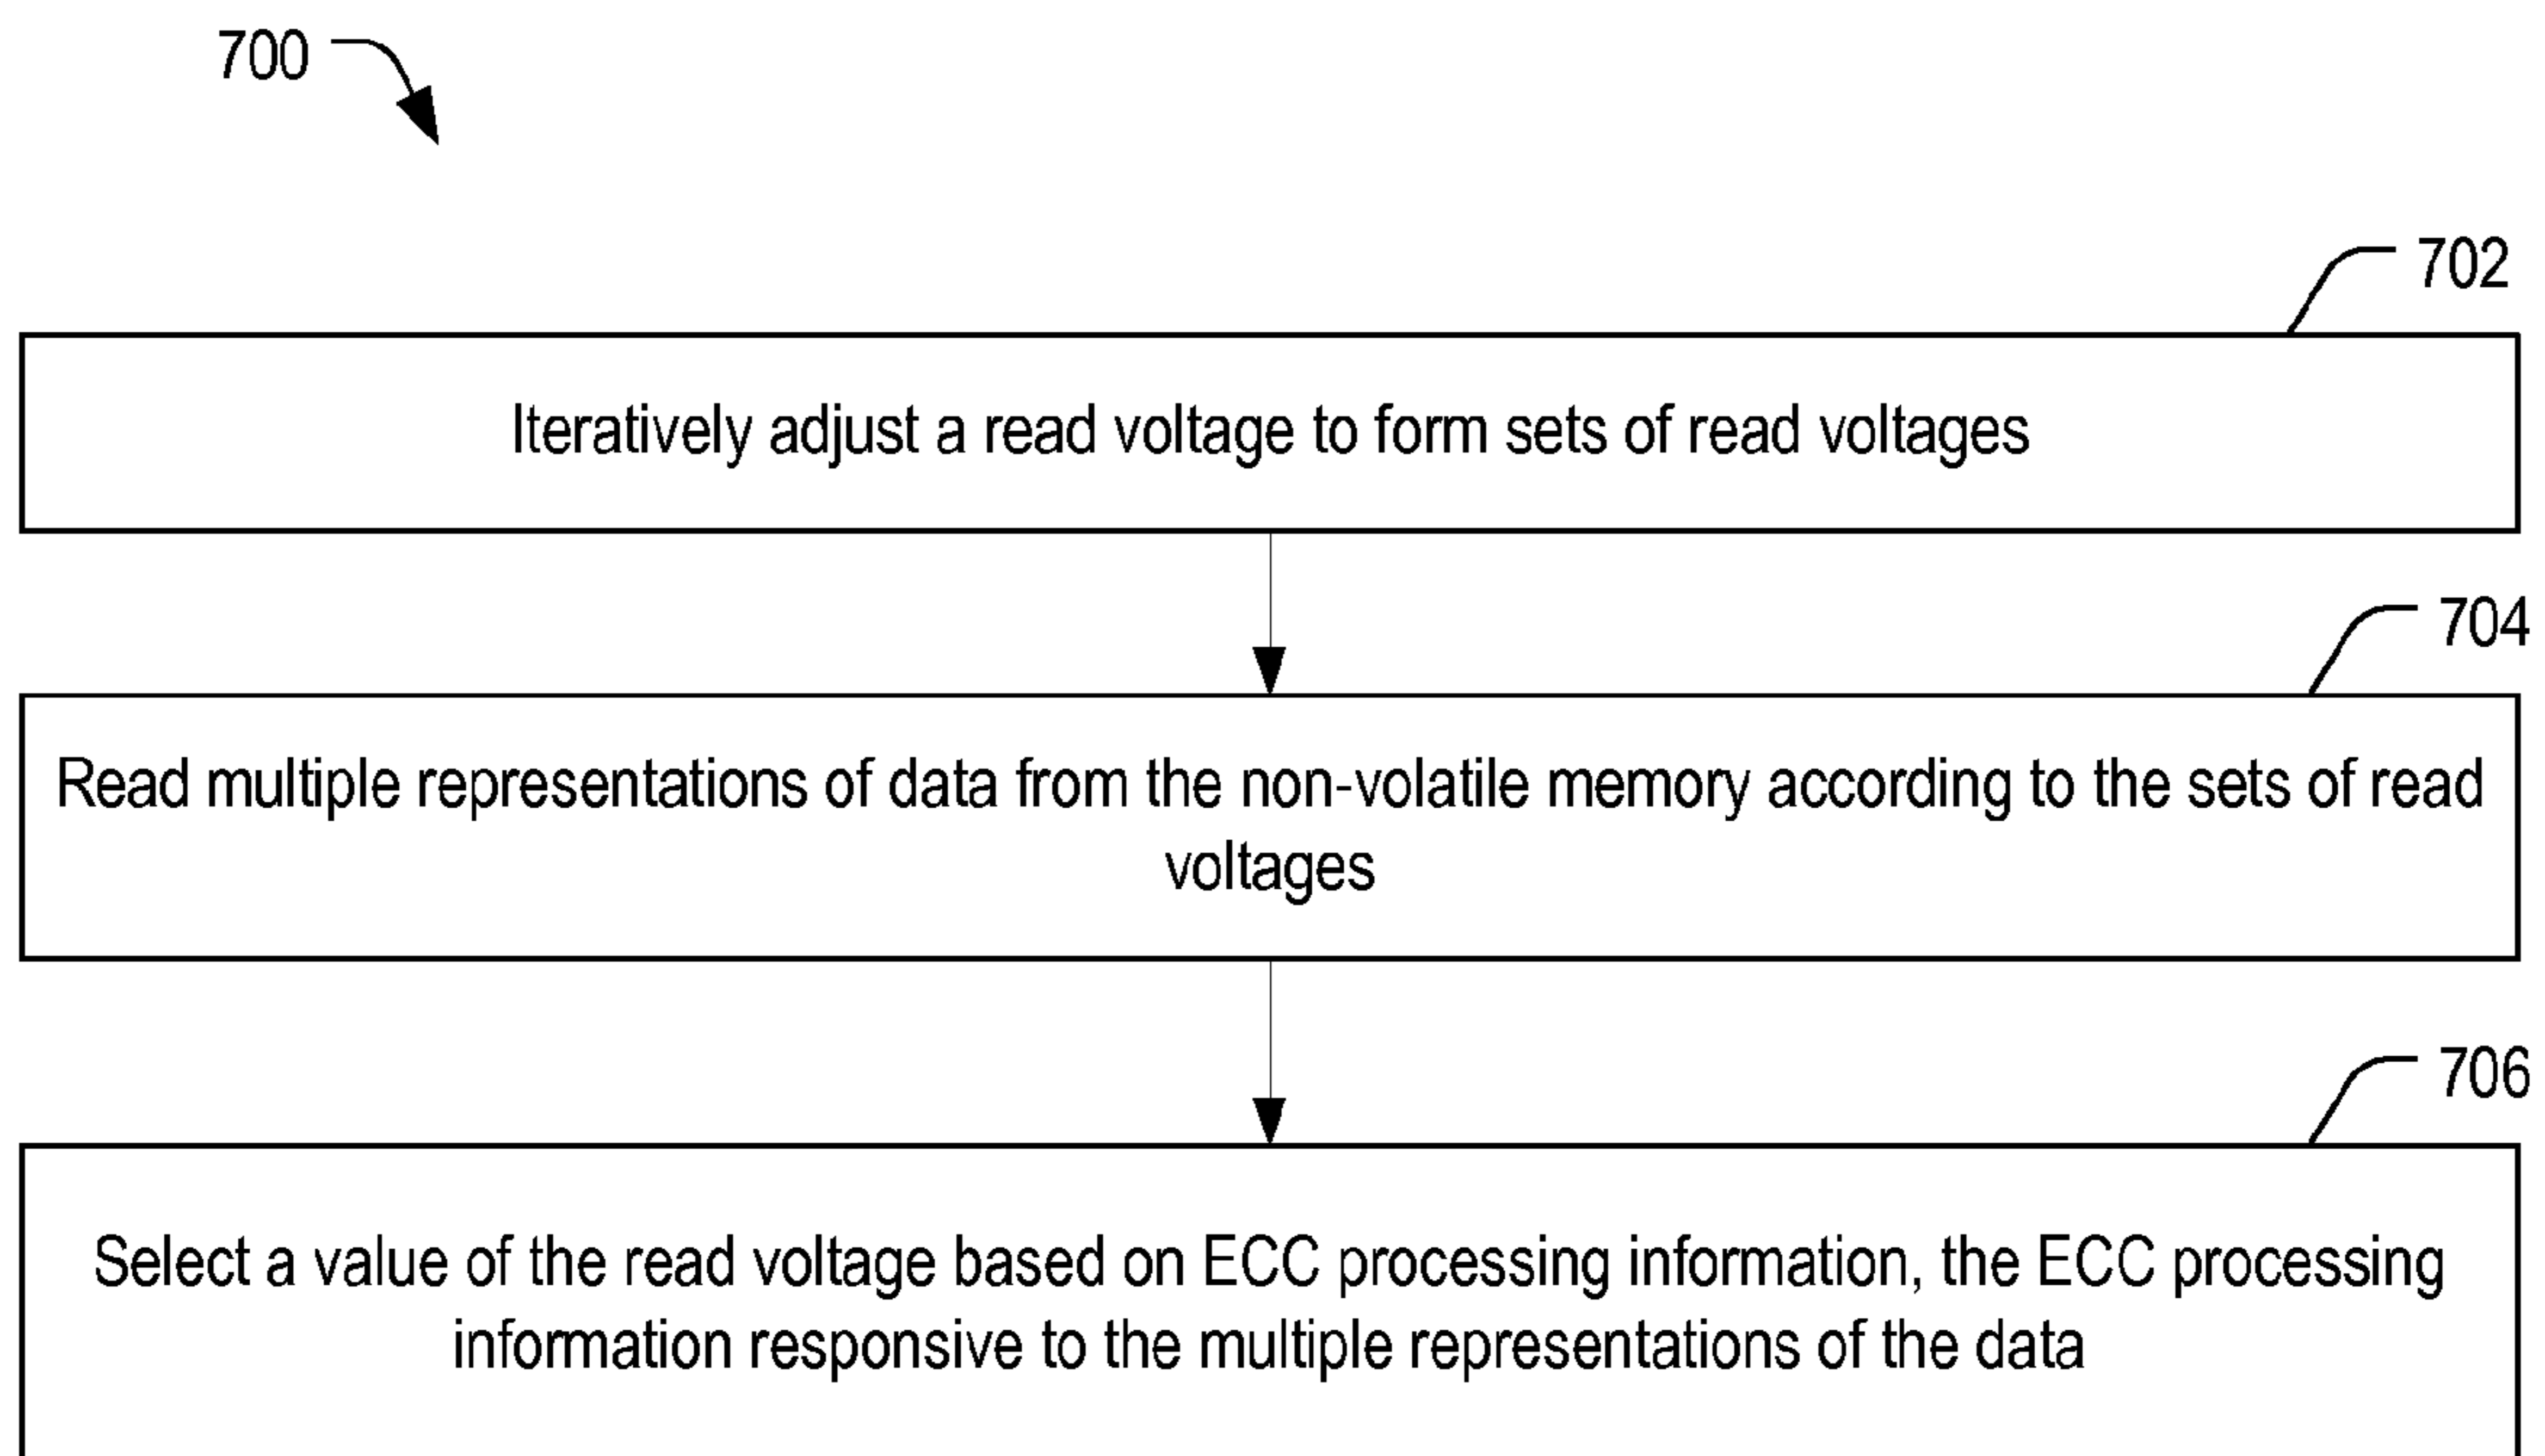 700
702
Iteratively adjust a read voltage to form sets of read voltages
704
Read multiple representations of data from the non-volatile memory according to the sets of read
voltages
706
Select a value of the read voltage based on ECC processing information, the ECC processing
information responsive to the multiple representations of the data